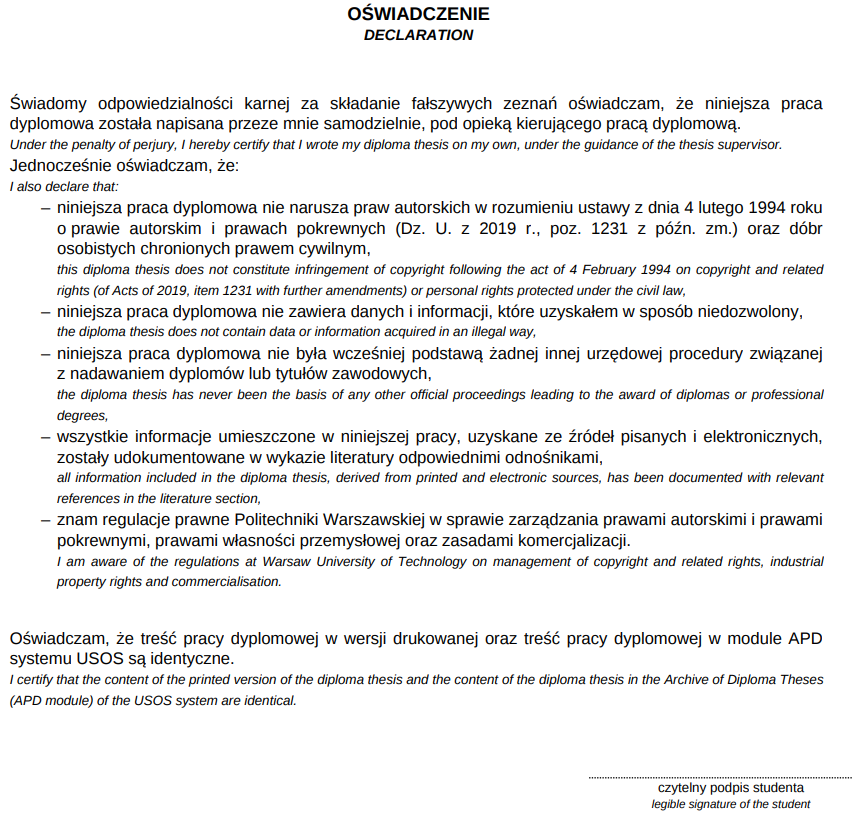 OŚWIADCZENIE
DECLARATION
Świadomy odpowiedzialności karnej za składanie fałszywych zeznań oświadczam, że niniejsza praca
dyplomowa została napisana przeze mnie samodzielnie, pod opieką kierującego pracą dyplomową.
Under the penalty of perjury, I hereby certify that I wrote my diploma thesis on my own, under the guidance of the thesis supervisor.
Jednocześnie oświadczam, że:
I also declare that:
– niniejsza praca dyplomowa nie narusza praw autorskich w rozumieniu ustawy z dnia 4 lutego 1994 roku
o prawie autorskim i prawach pokrewnych (Dz. U. z 2019 r., poz. 1231 z późn. zm.) oraz dóbr
osobistych chronionych prawem cywilnym,
this diploma thesis does not constitute infringement of copyright following the act of 4 February 1994 on copyright and related
rights (of Acts of 2019, item 1231 with further amendments) or personal rights protected under the civil law,
– niniejsza praca dyplomowa nie zawiera danych i informacji, które uzyskałem w sposób niedozwolony,
the diploma thesis does not contain data or information acquired in an illegal way,
– niniejsza praca dyplomowa nie była wcześniej podstawą żadnej innej urzędowej procedury związanej
z nadawaniem dyplomów lub tytułów zawodowych,
the diploma thesis has never been the basis of any other official proceedings leading to the award of diplomas or professional
degrees,
– wszystkie informacje umieszczone w niniejszej pracy, uzyskane ze źródeł pisanych i elektronicznych,
zostały udokumentowane w wykazie literatury odpowiednimi odnośnikami,
all information included in the diploma thesis, derived from printed and electronic sources, has been documented with relevant
references in the literature section,
– znam regulacje prawne Politechniki Warszawskiej w sprawie zarządzania prawami autorskimi i prawami
pokrewnymi, prawami własności przemysłowej oraz zasadami komercjalizacji.
I am aware of the regulations at Warsaw University of Technology on management of copyright and related rights, industrial
property rights and commercialisation.
Oświadczam, że treść pracy dyplomowej w wersji drukowanej oraz treść pracy dyplomowej w module APD
systemu USOS są identyczne.
I certify that the content of the printed version of the diploma thesis and the content of the diploma thesis in the Archive of Diploma Theses
(APD module) of the USOS system are identical.
czytelny podpis studenta
legible signature of the student